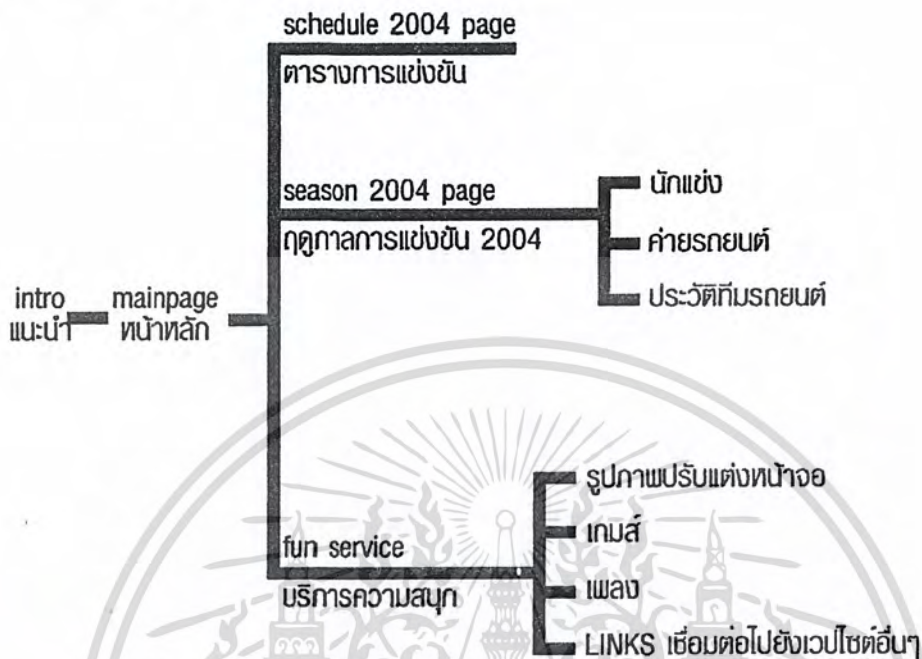 schedule 2004 page
ตารางการแข่งขัน
season 2004 page
ฤดูกาลการแข่งขัน 2004
นักแข่ง
ค่ายรถยนต์
ประวัติทีมรถยนต์
intro
แนะนำ
mainpage
หน้าหลัก
fun service
บริการความสนุก
รูปภาพปรับแต่งหน้าจอ
เกมส์
เพลง
LINKS เชื่อมต่อไปยังเวปไซต์อื่นๆ